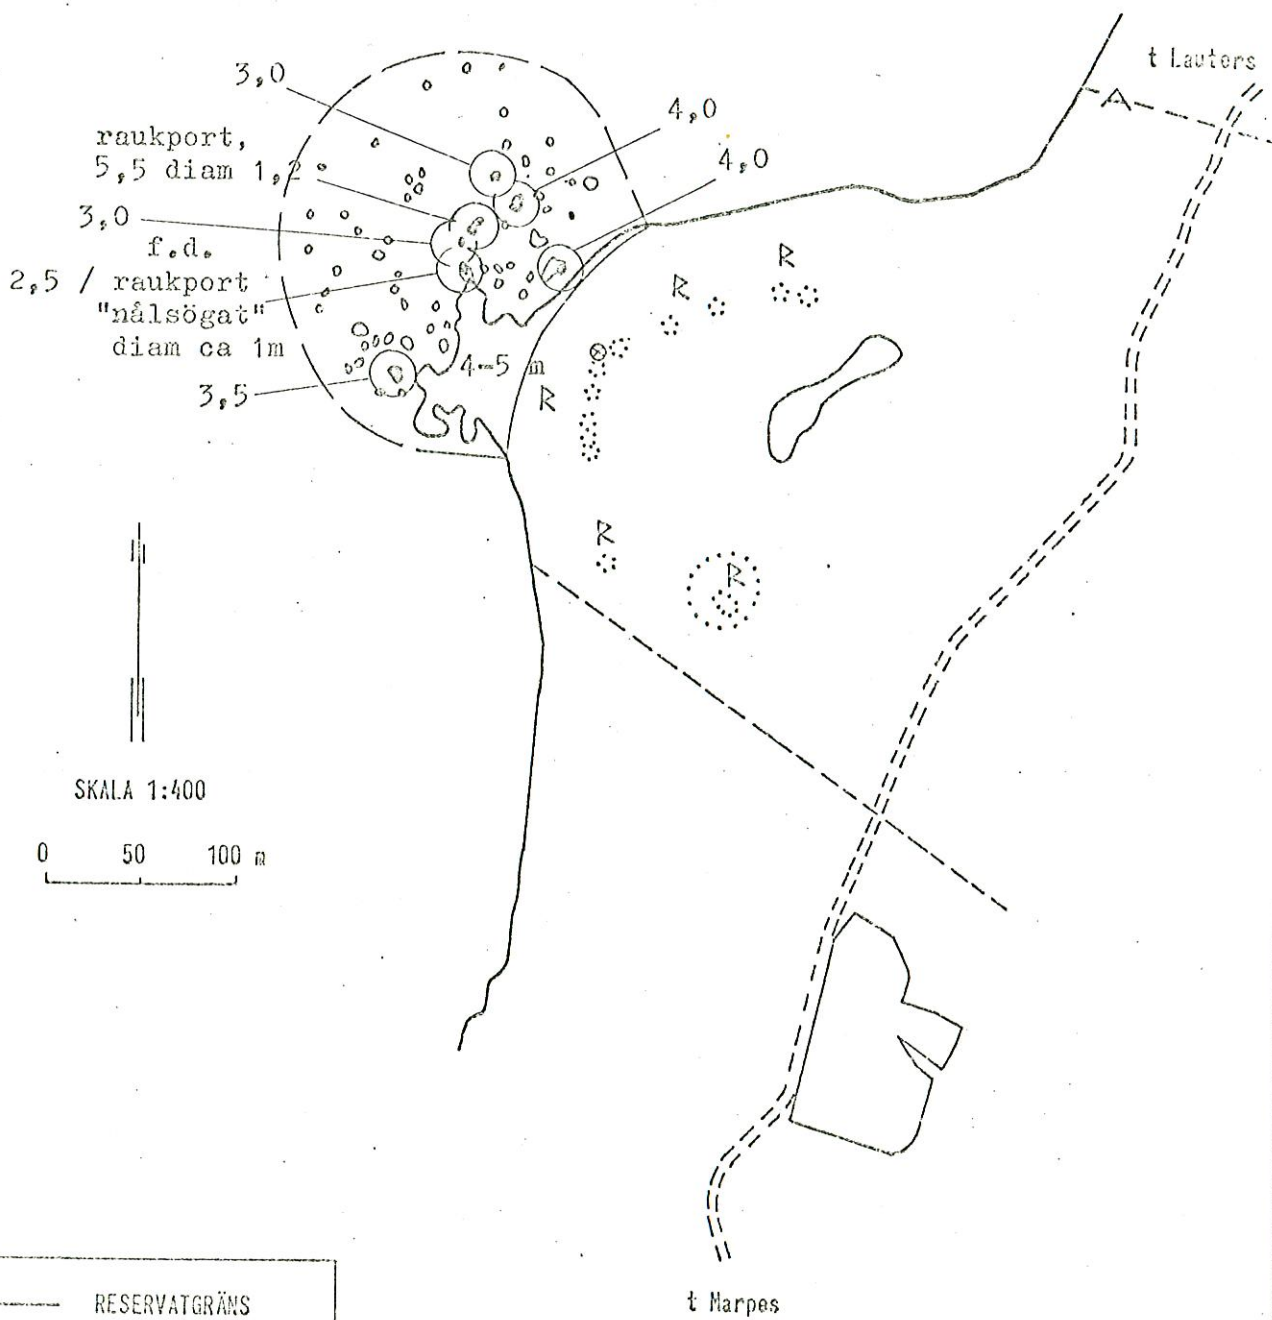 t Lauters
3,0
4,0
raukport,
5,5 diam 1,2
4,0
3,0
f.d.
2,5 / raukport
"nålsögat"
diam ca 1m
4-5 m
3,5
A
R
R
R
R
R
SKALA 1:400
0 50 100 m
RESERVATGRÄNS
t Marpes